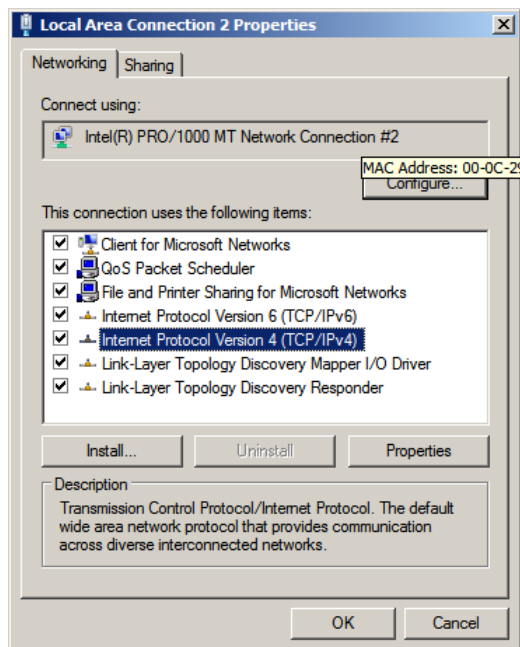 Local Area Connection 2 Properties
Networking
Sharing
Connect using:
Intel(R) PRO/1000 MT Network Connection #2
MAC Address: 00-0C-29
Configure...
This connection uses the following items:
Client for Microsoft Networks
QoS Packet Scheduler
File and Printer Sharing for Microsoft Networks
Internet Protocol Version 6 (TCP/IPv6)
Internet Protocol Version 4 (TCP/IPv4)
Link-Layer Topology Discovery Mapper I/O Driver
Link-Layer Topology Discovery Responder
Install...
Uninstall
Properties
Description
Transmission Control Protocol/Internet Protocol. The default
wide area network protocol that provides communication
across diverse interconnected networks.
OK
Cancel